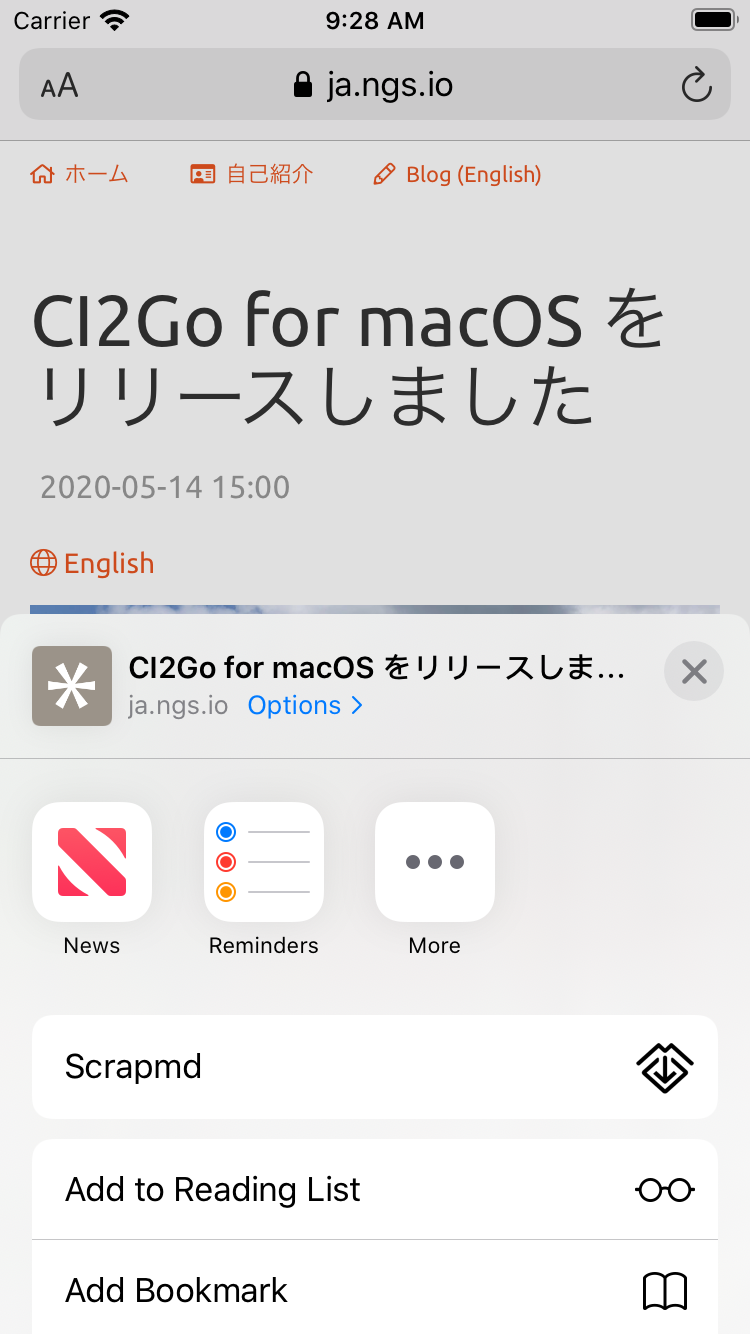 Carrier 9:28 AM
AA ja.ngs.io
ホーム 自己紹介 Blog (English)
CI2Go for macOS を
リリースしました
2020-05-14 15:00
English
CI2Go for macOS をリリースしま…
ja.ngs.io Options
News Reminders More
Scrapmd
Add to Reading List
Add Bookmark